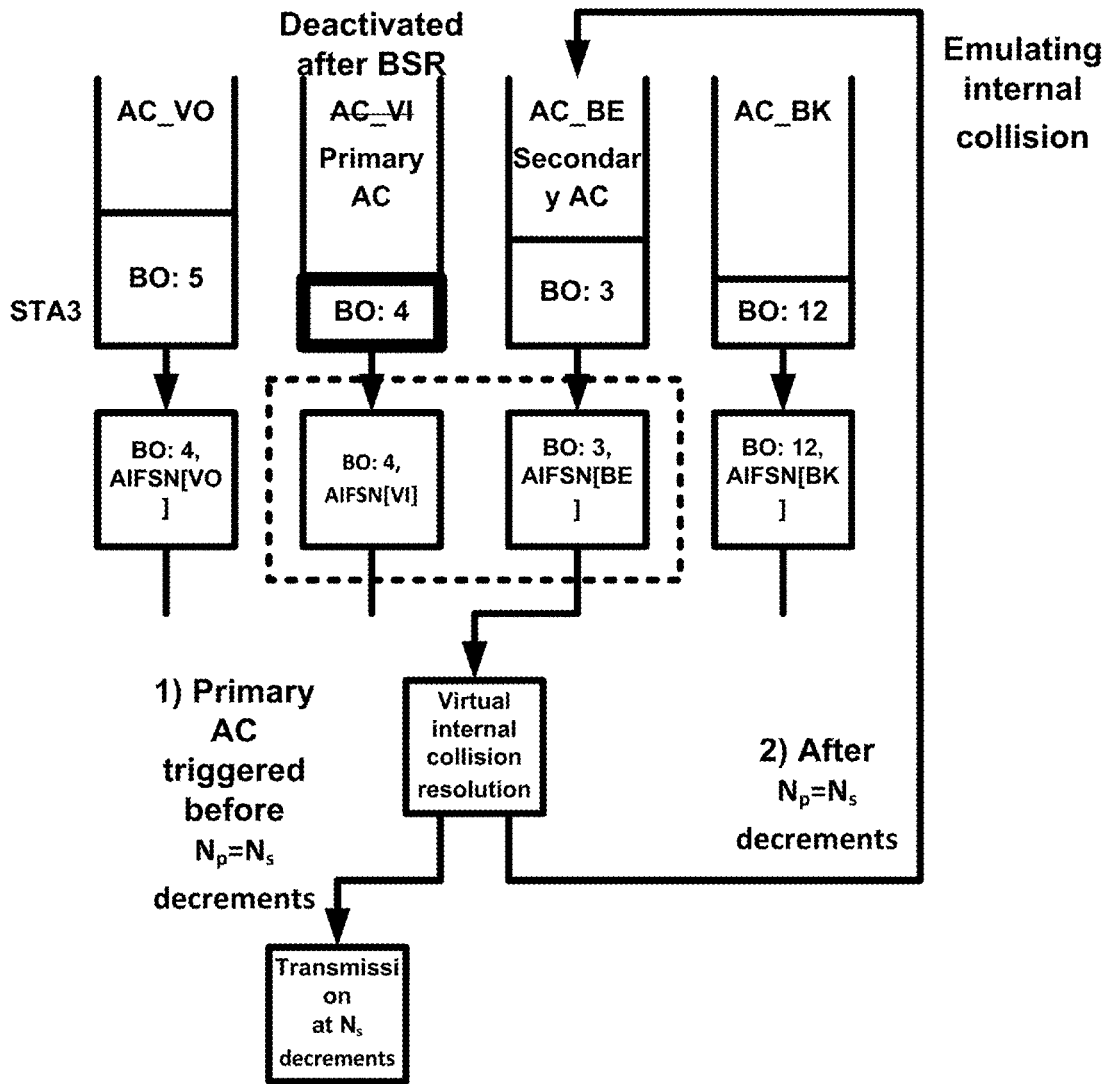 Deactivated
after BSR
Emulating
internal
collision
AC_VO
AC_VI
Primary
AC
AC_BE
Secondar
y AC
AC_BK
STA3
BO: 5
BO: 4
BO: 3
BO: 12
BO: 4,
AIFSN[VO
]
BO: 4,
AIFSN[VI]
BO: 3,
AIFSN[BE
]
BO: 12,
AIFSN[BK
]
1) Primary
AC
triggered
before
Np=Ns
decrements
Virtual
internal
collision
resolution
2) After
Np=Ns
decrements
Transmissi
on
at Ns
decrements